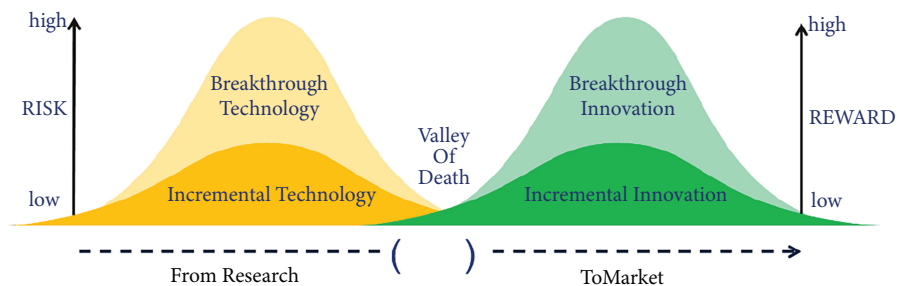 high
RISK
low
Breakthrough
Technology
Incremental Technology
Valley
Of
Death
Breakthrough
Innovation
Incremental Innovation
high
REWARD
low
( )
From Research
ToMarket